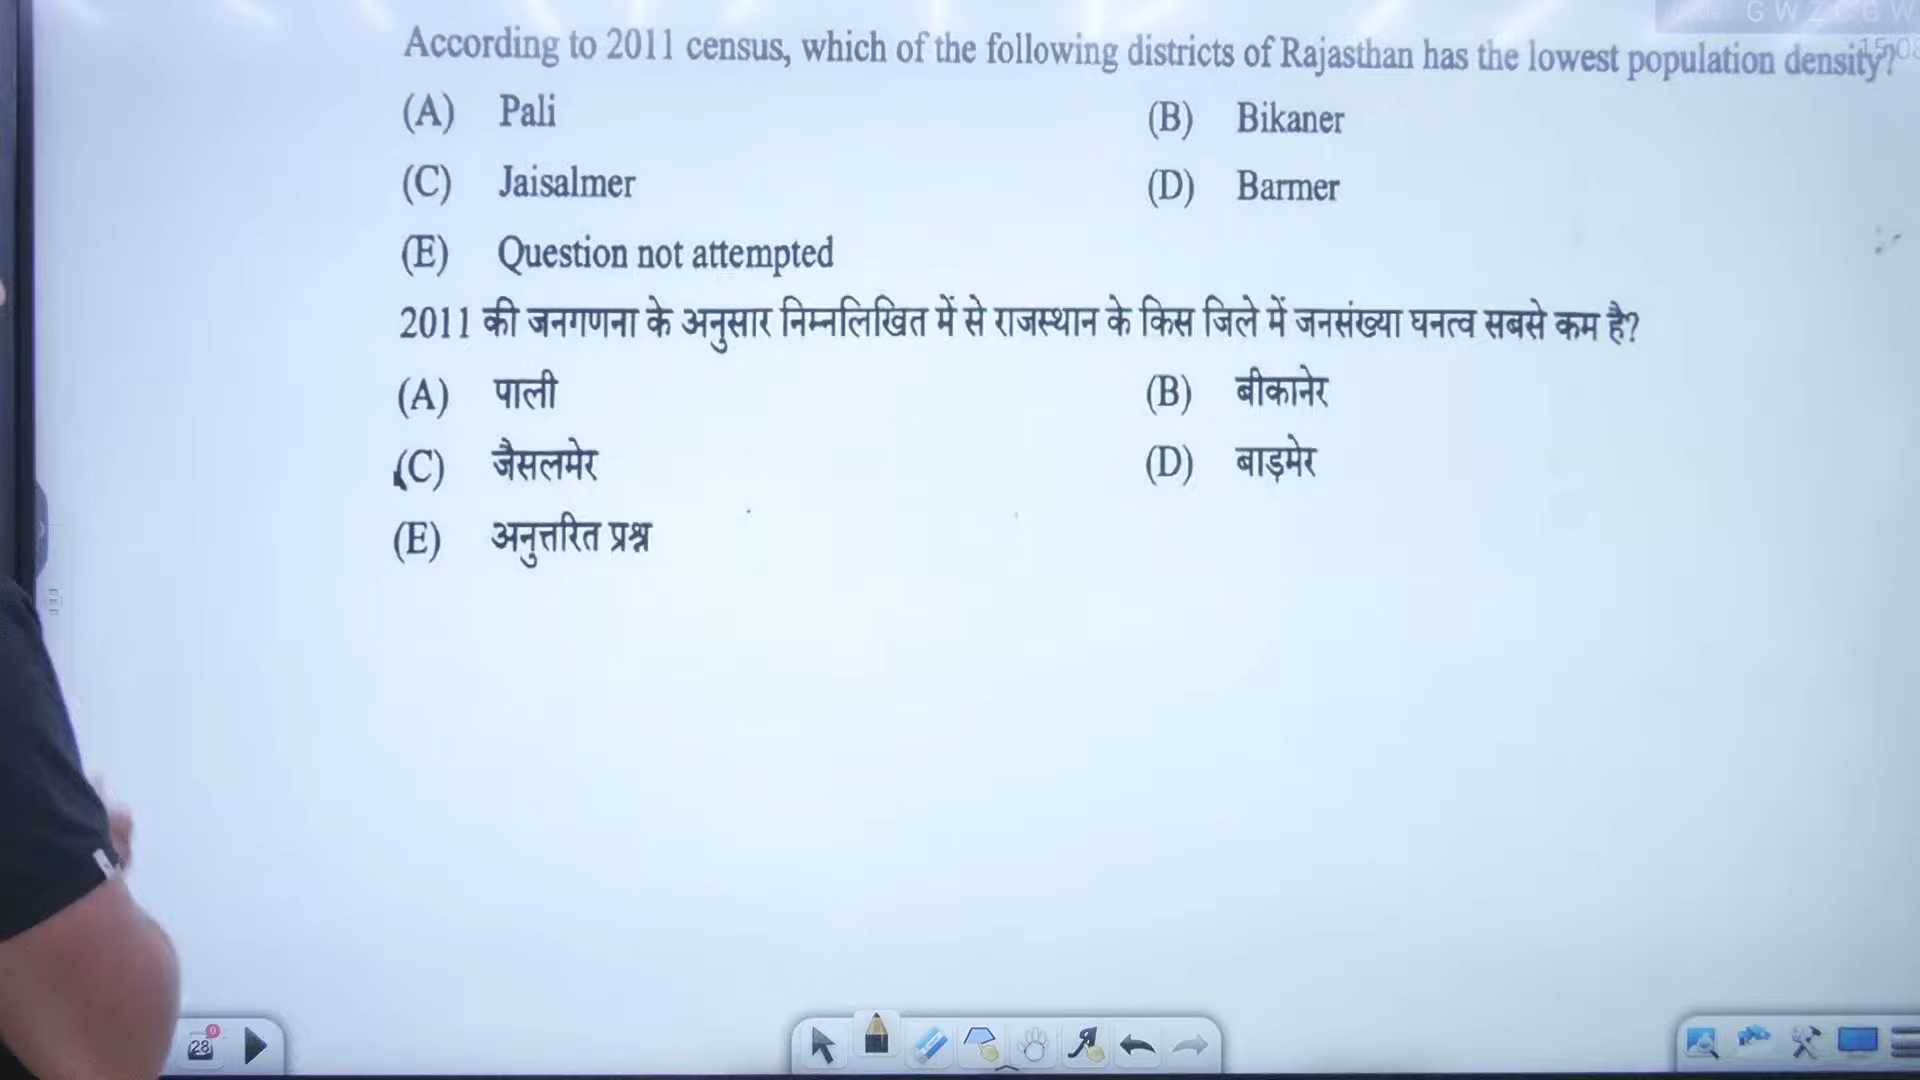 According to 2011 census, which of the following districts of Rajasthan has the lowest population density?
(A) Pali (B) Bikaner
(C) Jaisalmer (D) Barmer
(E) Question not attempted
2011 की जनगणना के अनुसार निम्नलिखित में से राजस्थान के किस जिले में जनसंख्या घनत्व सबसे कम है?
(A) पाली (B) बीकानेर
(C) जैसलमेर (D) बाड़मेर
(E) अनुत्तरित प्रश्न
28